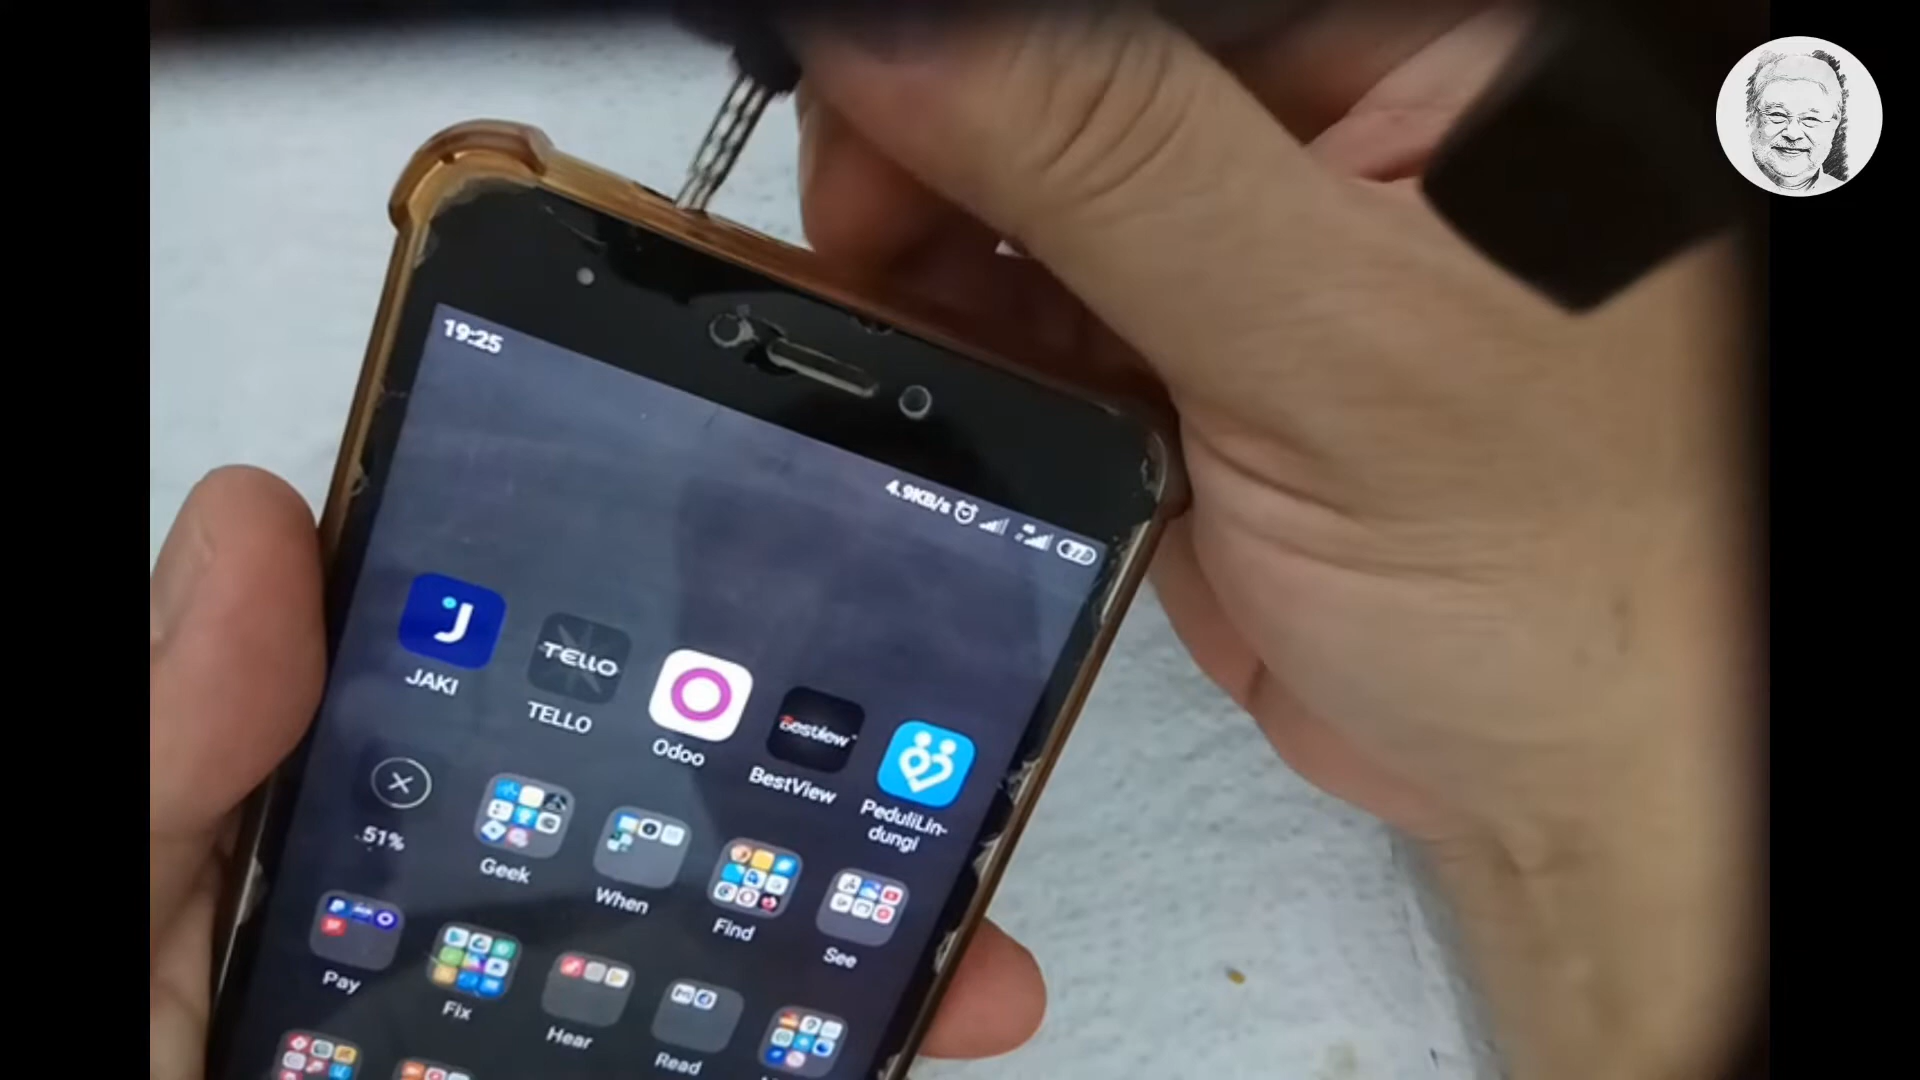 19:25
4.9KB/s
77
JAKI
TELLO
TELLO
Odoo
Bestview
BestView
PeduliLin-
dungi
51%
Geek
When
Find
See
Pay
Fix
Hear
Read